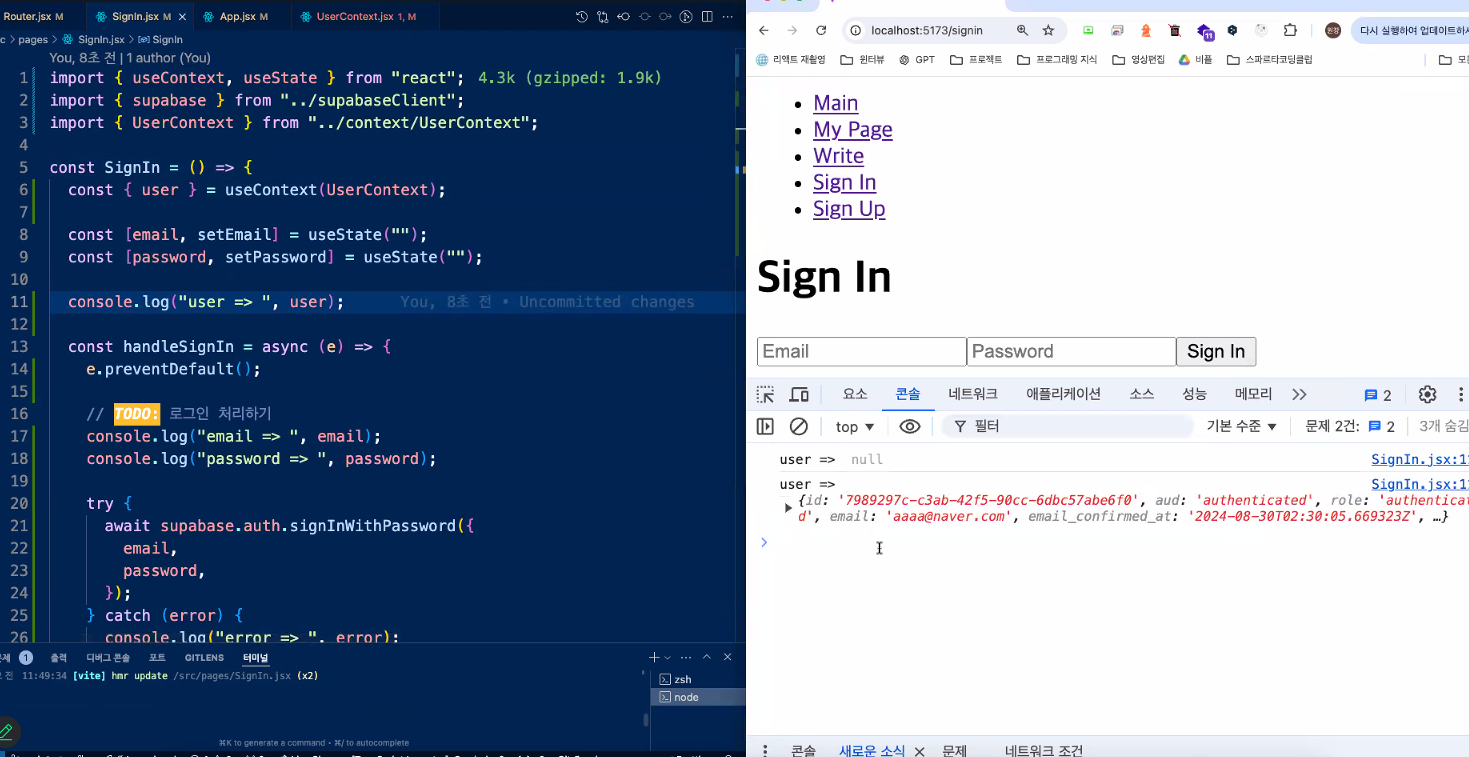 Router.jsx M
SignIn.jsx M ×
App.jsx M
UserContext.jsx 1, M
c > pages > SignIn.jsx > SignIn
You, 8초 전 | 1 author (You)
1 import { useContext, useState } from "react"; 4.3k (gzipped: 1.9k)
2 import { supabase } from "../supabaseClient";
3 import { UserContext } from "../context/UserContext";
4
5 const SignIn = () => {
6 const { user } = useContext(UserContext);
7
8 const [email, setEmail] = useState("");
9 const [password, setPassword] = useState("");
10
11 console.log("user => ", user); You, 8초 전 • Uncommitted changes
12
13 const handleSignIn = async (e) => {
14 e.preventDefault();
15
16 // TODO: 로그인 처리하기
17 console.log("email => ", email);
18 console.log("password => ", password);
19
20 try {
21 await supabase.auth.signInWithPassword({
22 email,
23 password,
24 });
25 } catch (error) {
26 console.log("error => ", error);
1 출력 디버그 콘솔 포트 GITLENS 터미널
전 11:49:34 [vite] hmr update /src/pages/SignIn.jsx (x2)
zsh
node
⌘K to generate a command • ⌘/ to autocomplete
localhost:5173/signin
11
다시 실행하여 업데이트하세
리액트 재촬영 윈터뷰 GPT 프로젝트 프로그래밍 지식 영상편집 비플 스파르타코딩클럽
• Main
• My Page
• Write
• Sign In
• Sign Up
Sign In
Email Password Sign In
요소 콘솔 네트워크 애플리케이션 소스 성능 메모리 >> 2
top ▼ 필터 기본 수준 ▼ 문제 2건: 2 3개 숨김
user => null SignIn.jsx:1
user => SignIn.jsx:1
{id: '7989297c-c3ab-42f5-90cc-6dbc57abe6f0', aud: 'authenticated', role: 'authenticat
d', email: 'aaaa@naver.com', email_confirmed_at: '2024-08-30T02:30:05.669323Z', …}
콘솔 새로운 소식 × 문제 네트워크 조건